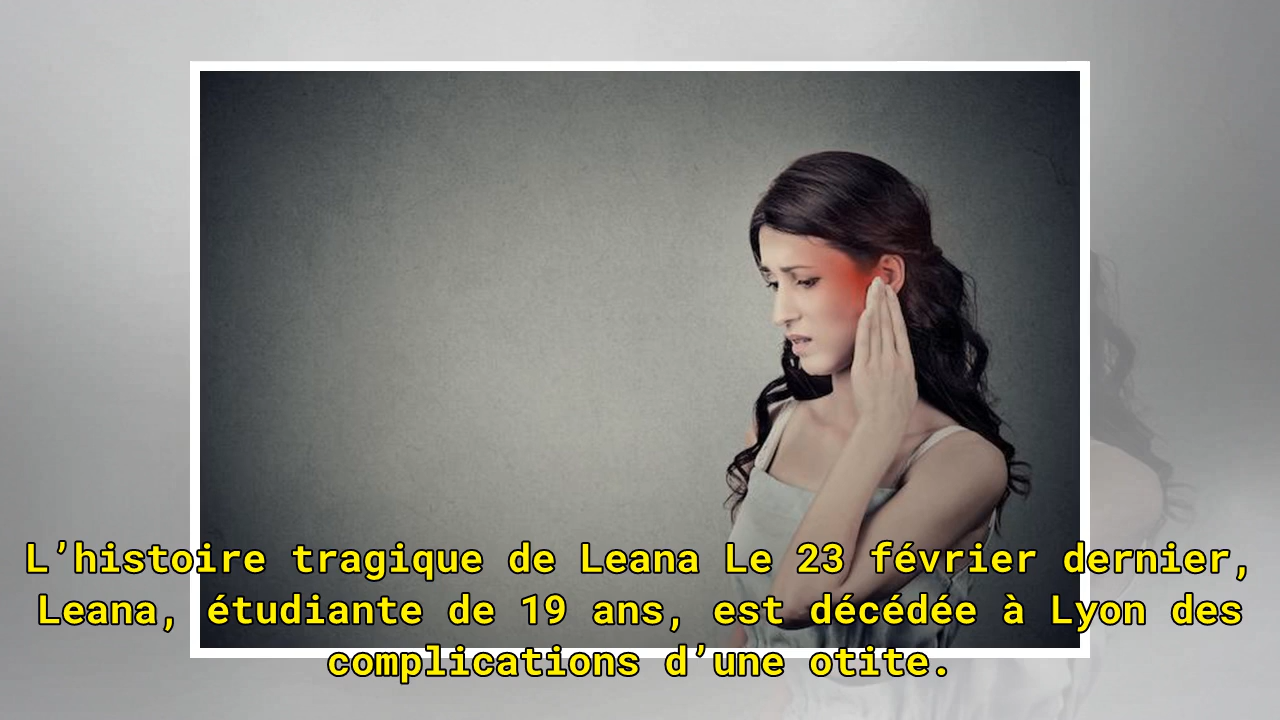 L’histoire tragique de Leana Le 23 février dernier,
Leana, étudiante de 19 ans, est décédée à Lyon des
complications d’une otite.